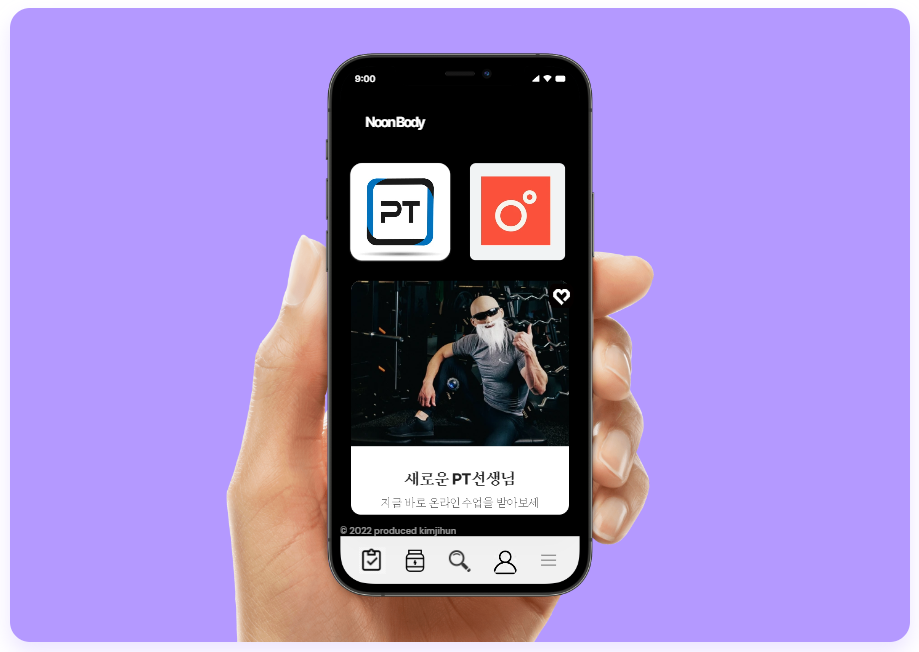 9:00
NoonBody
PT
새로운 PT선생님
지금 바로 온라인 수업을 받아보세
© 2022 produced kimjihun